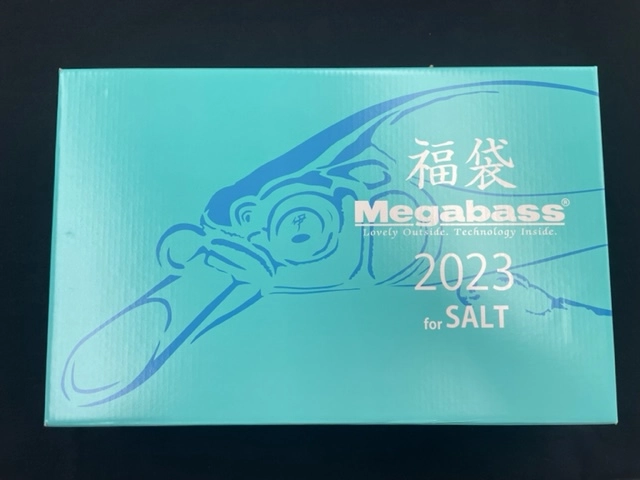 福袋
Megabass®
Lovely Outside. Technology Inside.
2023
for SALT